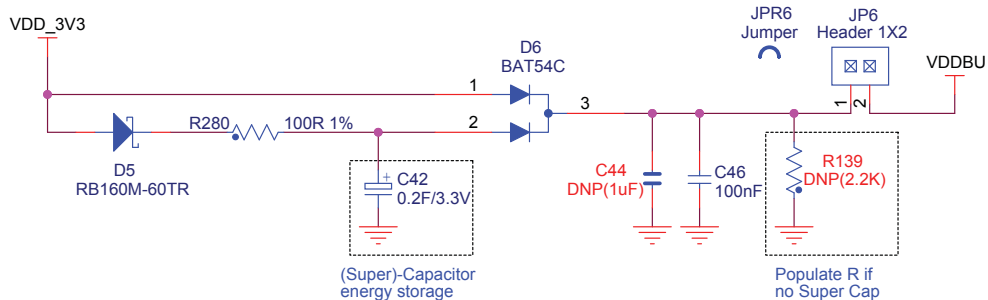 VDD_3V3
JPR6
Jumper
JP6
Header 1X2
D6
BAT54C
VDDBU
1
3
1
2
R280
100R 1%
2
D5
RB160M-60TR
C42
0.2F/3.3V
+
C44
DNP(1uF)
C46
100nF
R139
DNP(2.2K)
(Super)-Capacitor
energy storage
Populate R if
no Super Cap